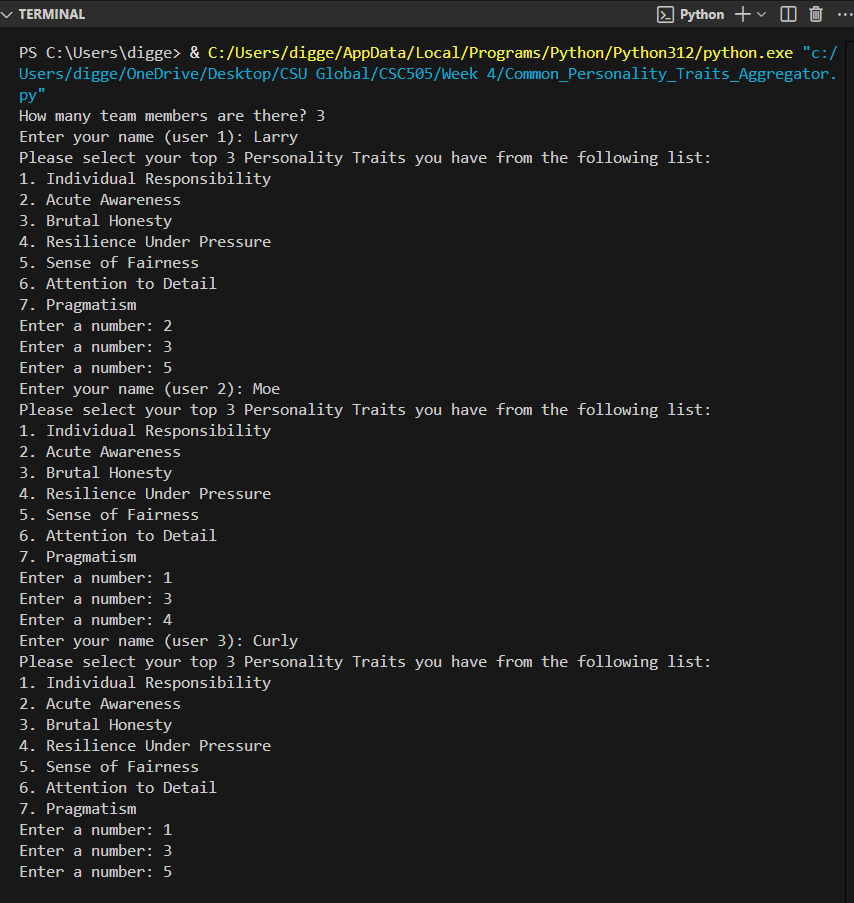 TERMINAL
Python
PS C:\Users\digge> & C:/Users/digge/AppData/Local/Programs/Python/Python312/python.exe "c:/
Users/digge/OneDrive/Desktop/CSU Global/CSC505/Week 4/Common_Personality_Traits_Aggregator.
py"
How many team members are there? 3
Enter your name (user 1): Larry
Please select your top 3 Personality Traits you have from the following list:
1. Individual Responsibility
2. Acute Awareness
3. Brutal Honesty
4. Resilience Under Pressure
5. Sense of Fairness
6. Attention to Detail
7. Pragmatism
Enter a number: 2
Enter a number: 3
Enter a number: 5
Enter your name (user 2): Moe
Please select your top 3 Personality Traits you have from the following list:
1. Individual Responsibility
2. Acute Awareness
3. Brutal Honesty
4. Resilience Under Pressure
5. Sense of Fairness
6. Attention to Detail
7. Pragmatism
Enter a number: 1
Enter a number: 3
Enter a number: 4
Enter your name (user 3): Curly
Please select your top 3 Personality Traits you have from the following list:
1. Individual Responsibility
2. Acute Awareness
3. Brutal Honesty
4. Resilience Under Pressure
5. Sense of Fairness
6. Attention to Detail
7. Pragmatism
Enter a number: 1
Enter a number: 3
Enter a number: 5